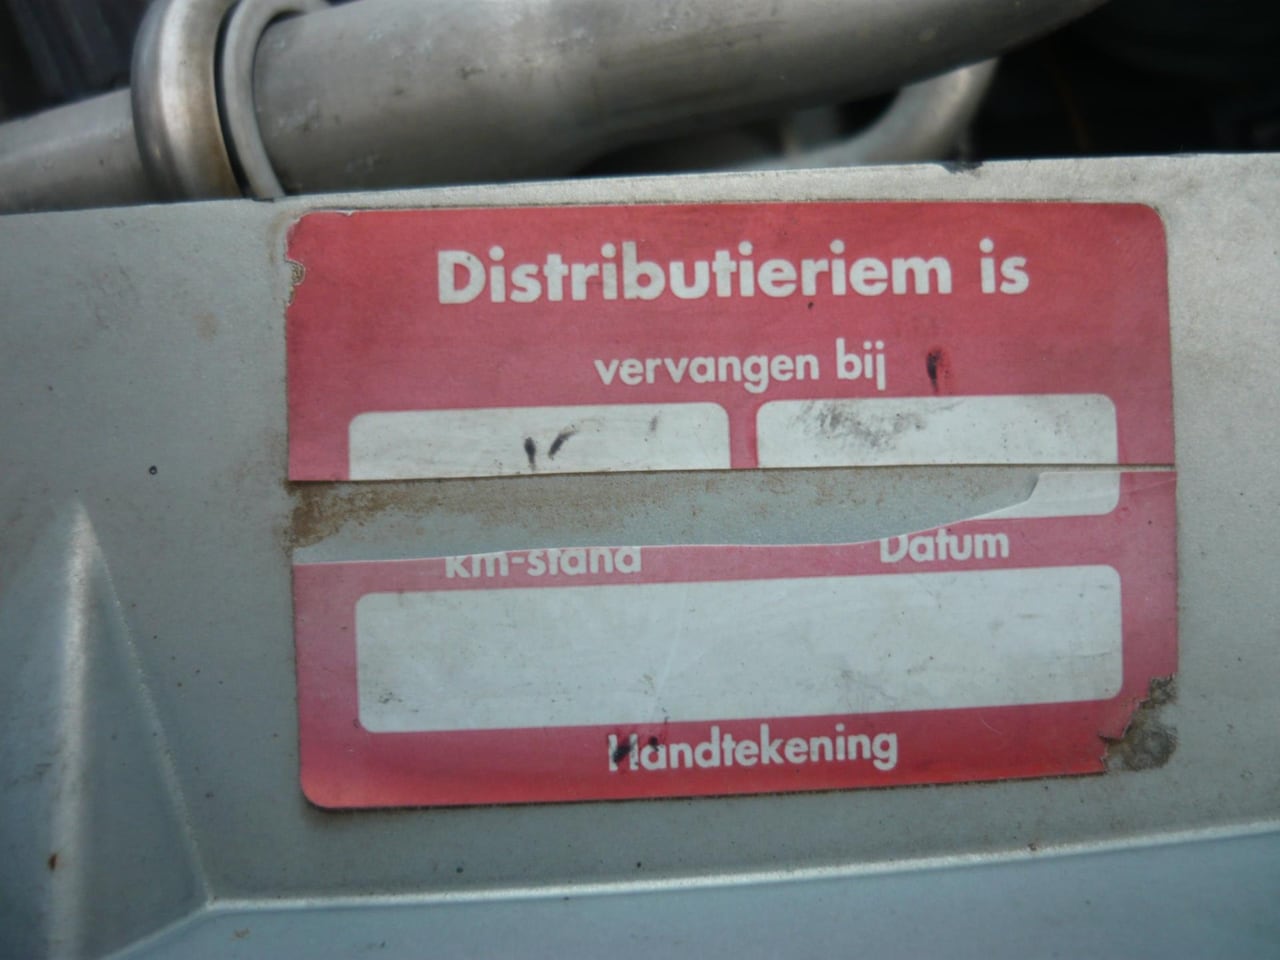 Distributieriem is
vervangen bij
km-stand
Datum
Handtekening